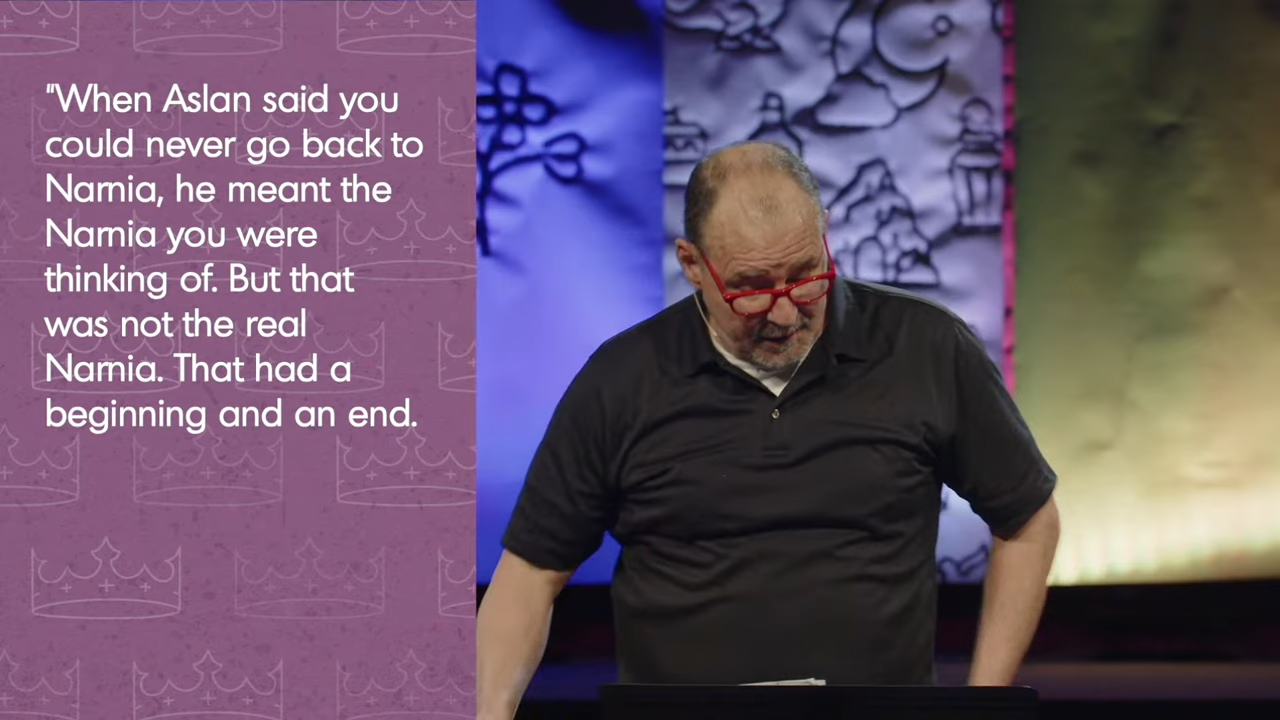 "When Aslan said you
could never go back to
Narnia, he meant the
Narnia you were
thinking of. But that
was not the real
Narnia. That had a
beginning and an end.